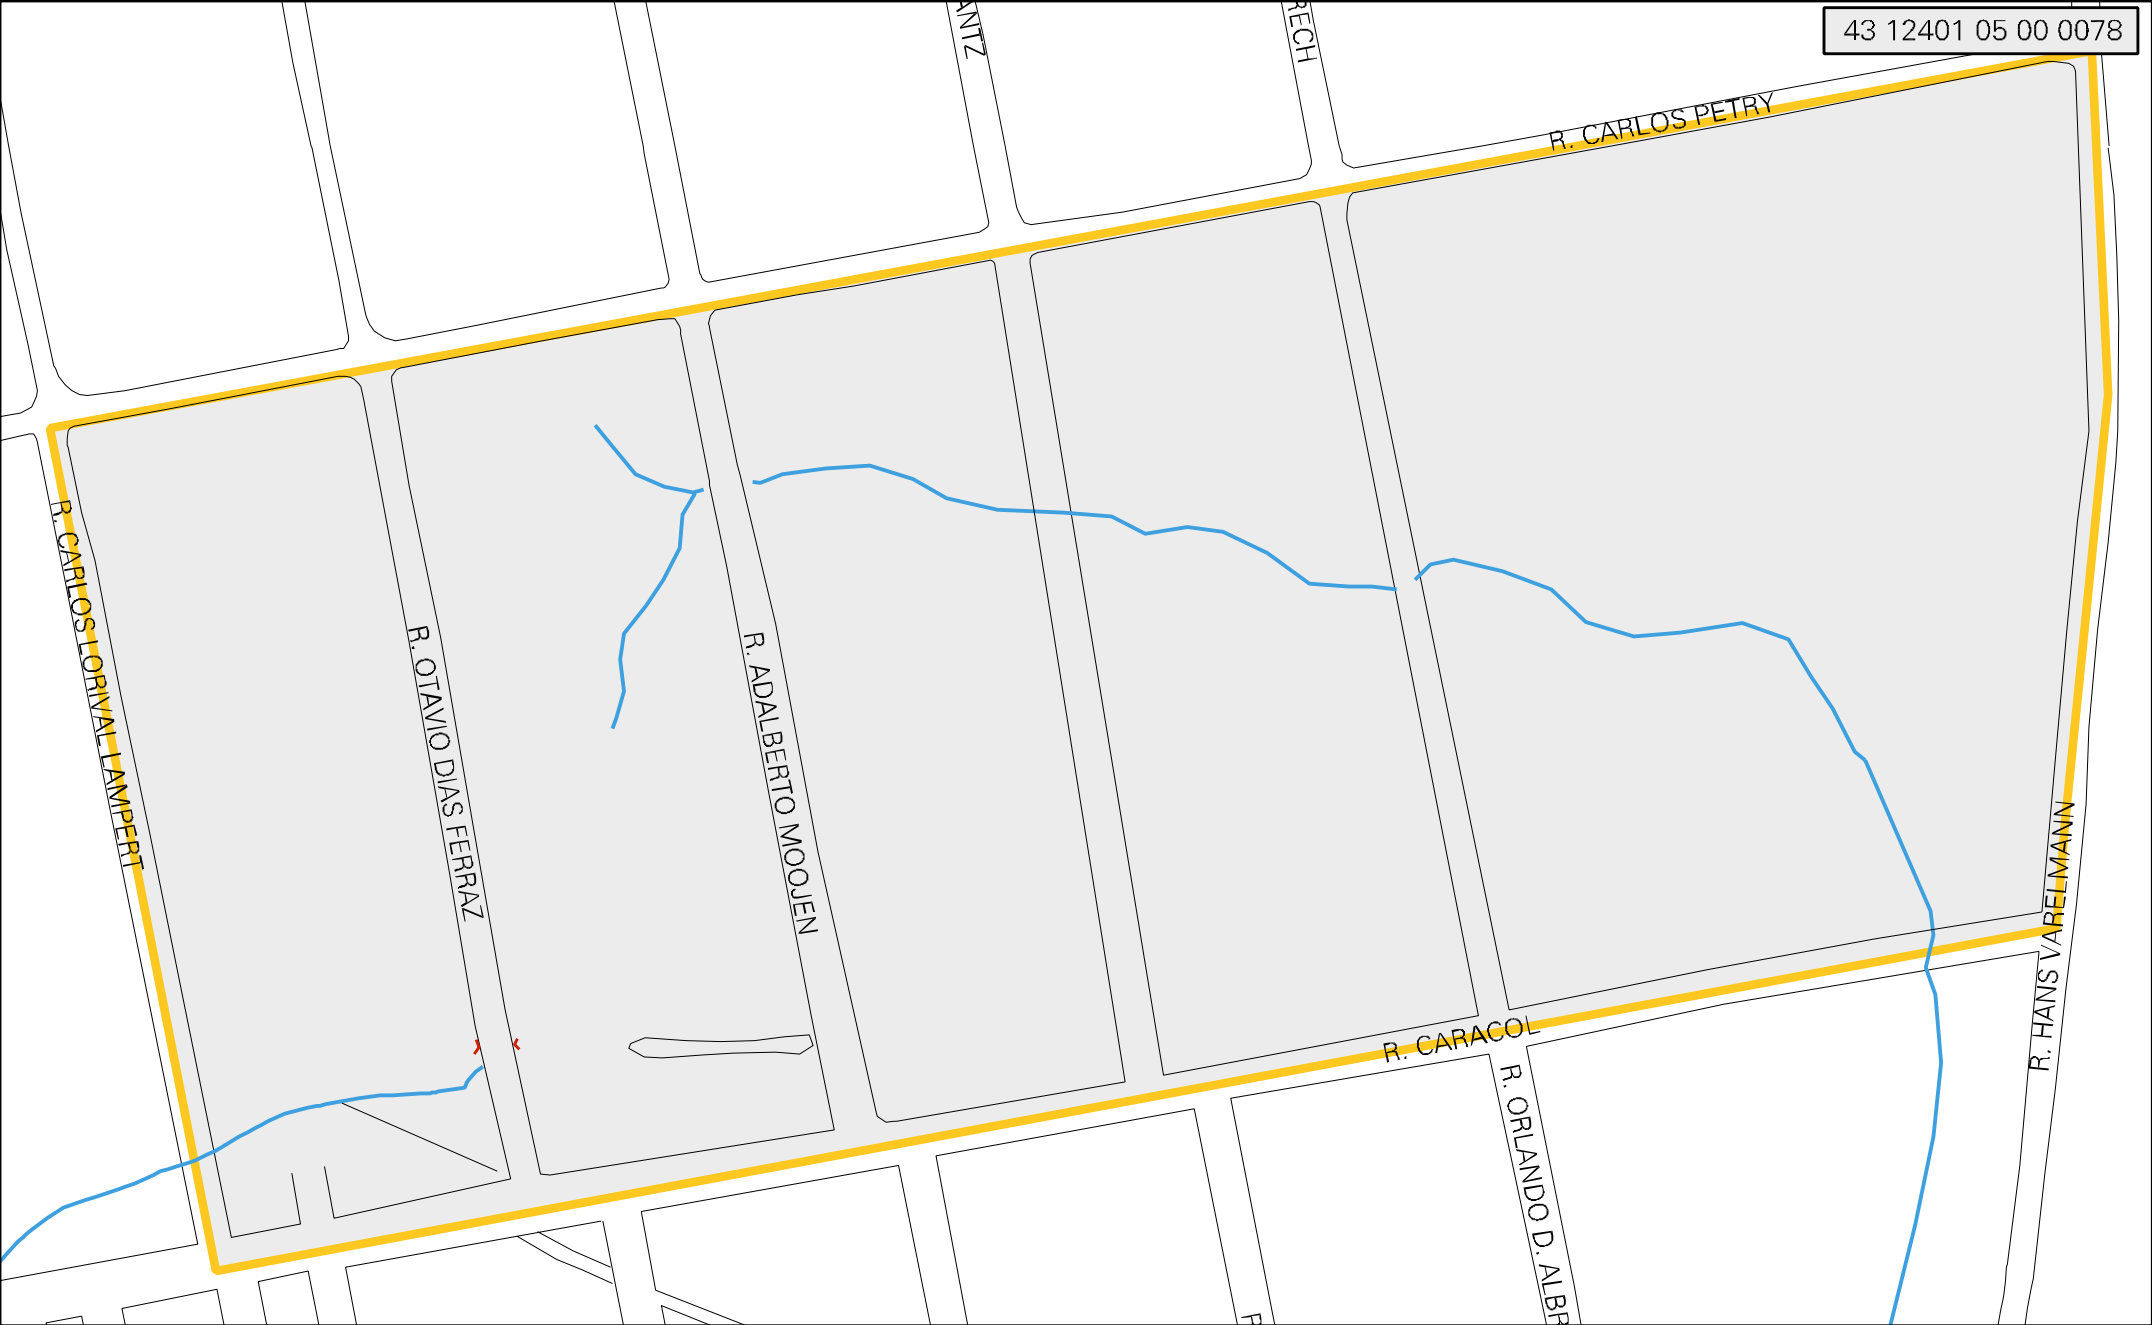 ANTZ
RECH
43 12401 05 00 0078
R. CARLOS PETRY
R. CARLOS LORIVAL LAMPERT
R. OTAVIO DIAS FERRAZ
R. ADALBERTO MOOJEN
R. HANS VARELMANN
R. CARACOL
R. ORLANDO D. ALBR
R